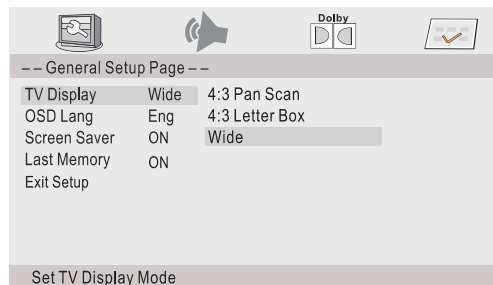 Dolby
-- General Setup Page --
TV Display Wide 4:3 Pan Scan
OSD Lang Eng 4:3 Letter Box
Screen Saver ON Wide
Last Memory ON
Exit Setup
Set TV Display Mode